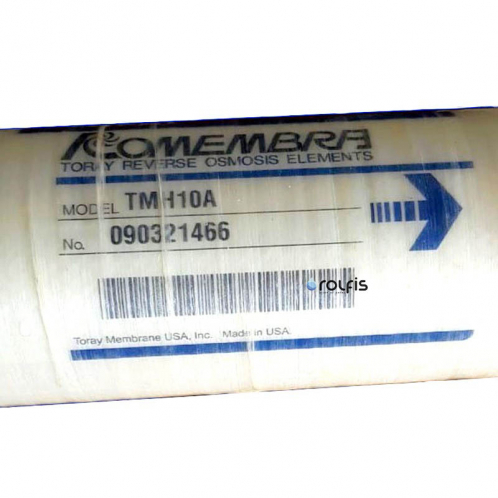 ROMEMBRA
TORAY REVERSE OSMOSIS ELEMENTS
MODEL TMH10A
No. 090321466
rolfis
Toray Membrane USA, Inc. Made in USA